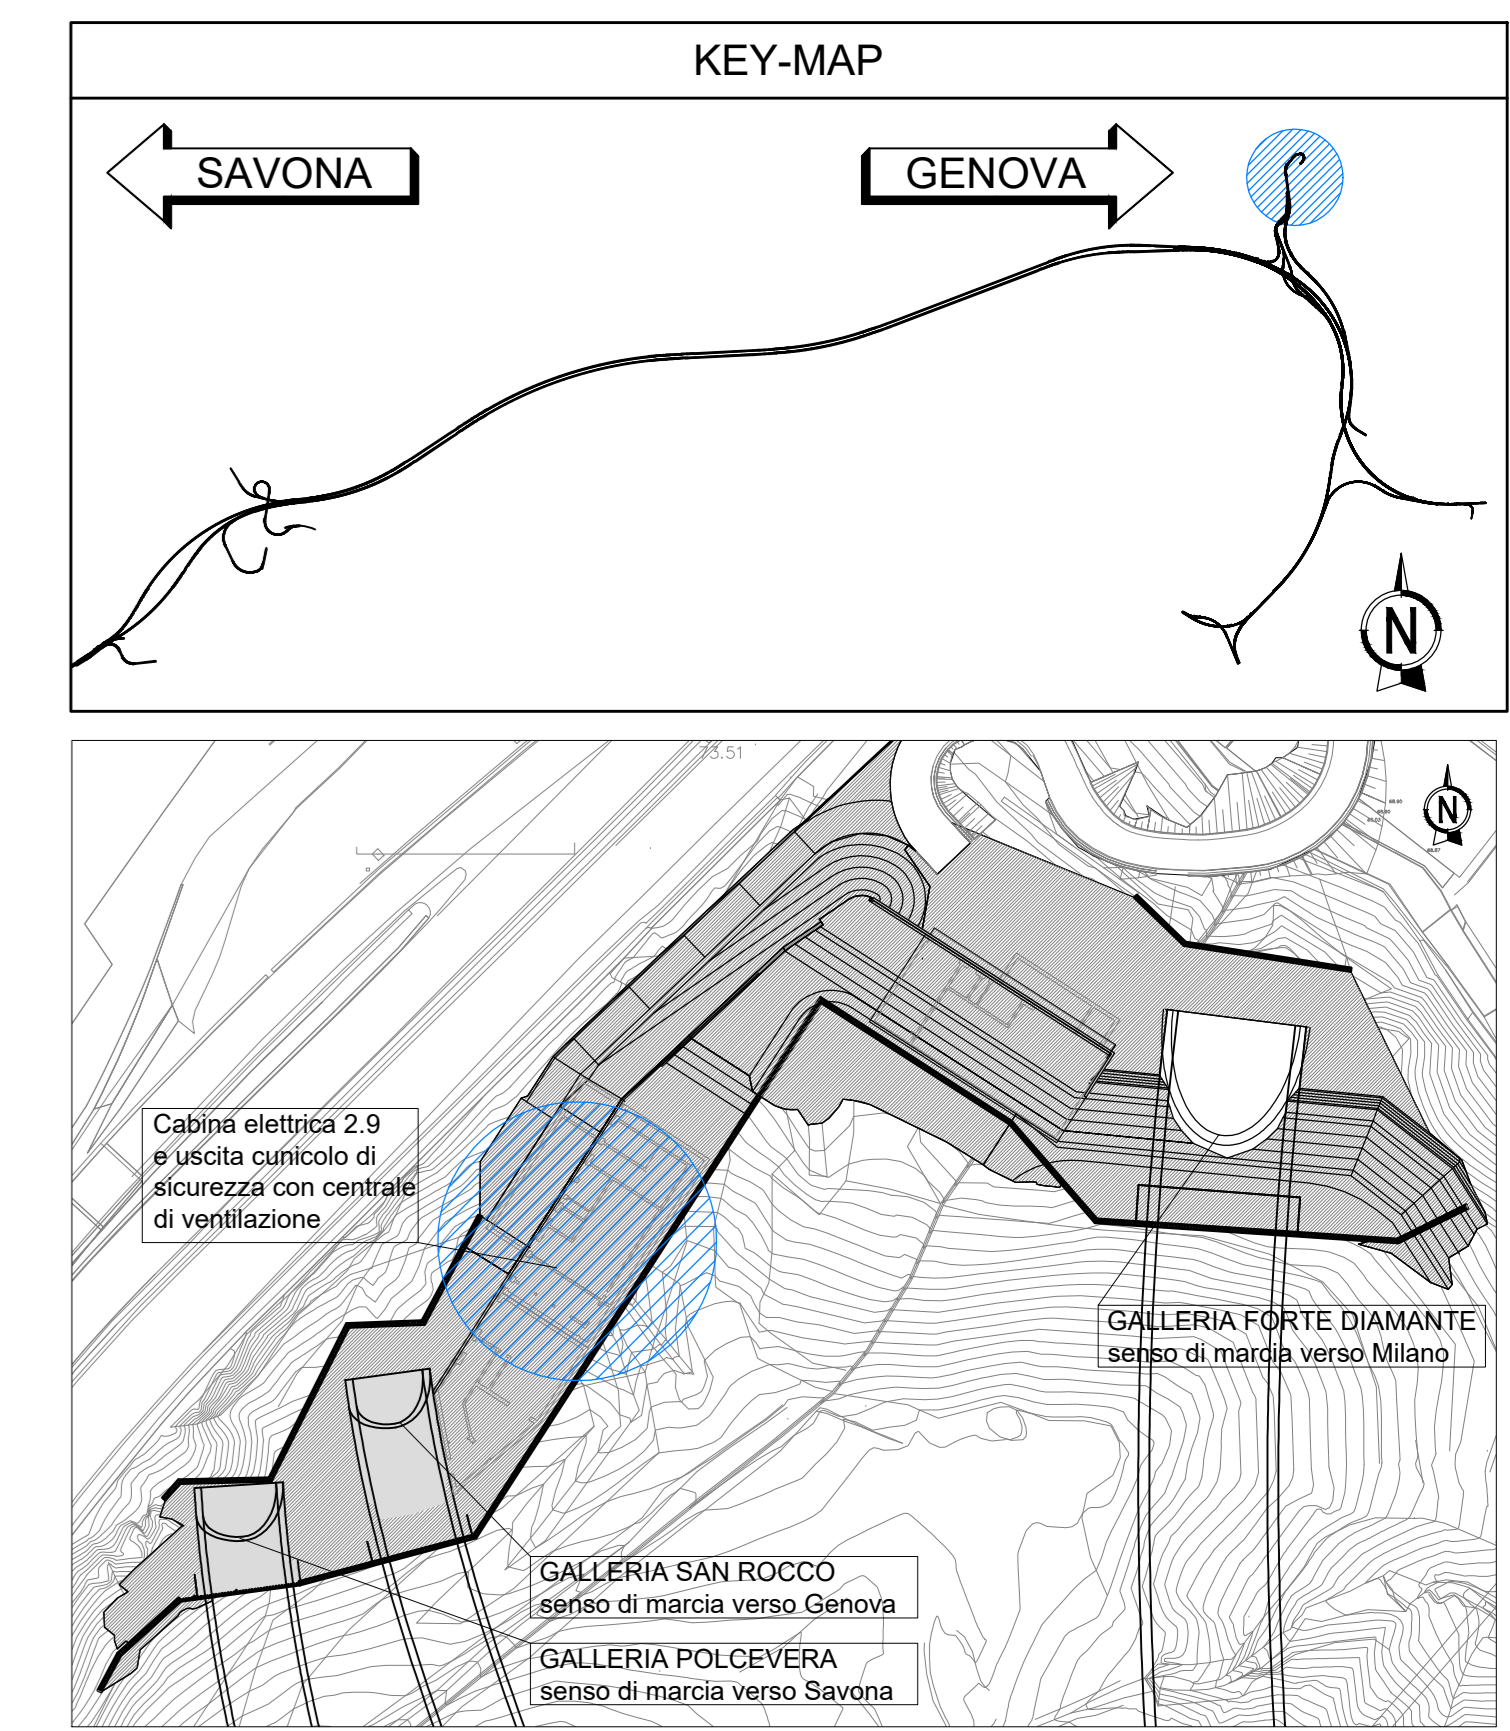 KEY-MAP
SAVONA
GENOVA
N
73.51
N
Cabina elettrica 2.9
e uscita cunicolo di
sicurezza con centrale
di ventilazione
GALLERIA FORTE DIAMANTE
senso di marcia verso Milano
GALLERIA SAN ROCCO
senso di marcia verso Genova
GALLERIA POLCEVERA
senso di marcia verso Savona